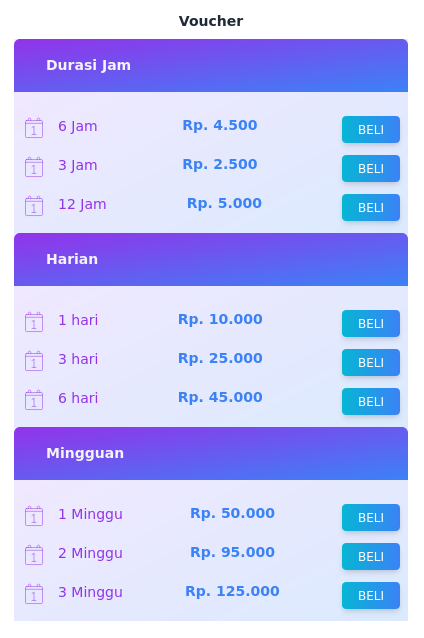 Voucher
Durasi Jam
1 6 Jam Rp. 4.500 BELI
1 3 Jam Rp. 2.500 BELI
1 12 Jam Rp. 5.000 BELI
Harian
1 1 hari Rp. 10.000 BELI
1 3 hari Rp. 25.000 BELI
1 6 hari Rp. 45.000 BELI
Mingguan
1 1 Minggu Rp. 50.000 BELI
1 2 Minggu Rp. 95.000 BELI
1 3 Minggu Rp. 125.000 BELI